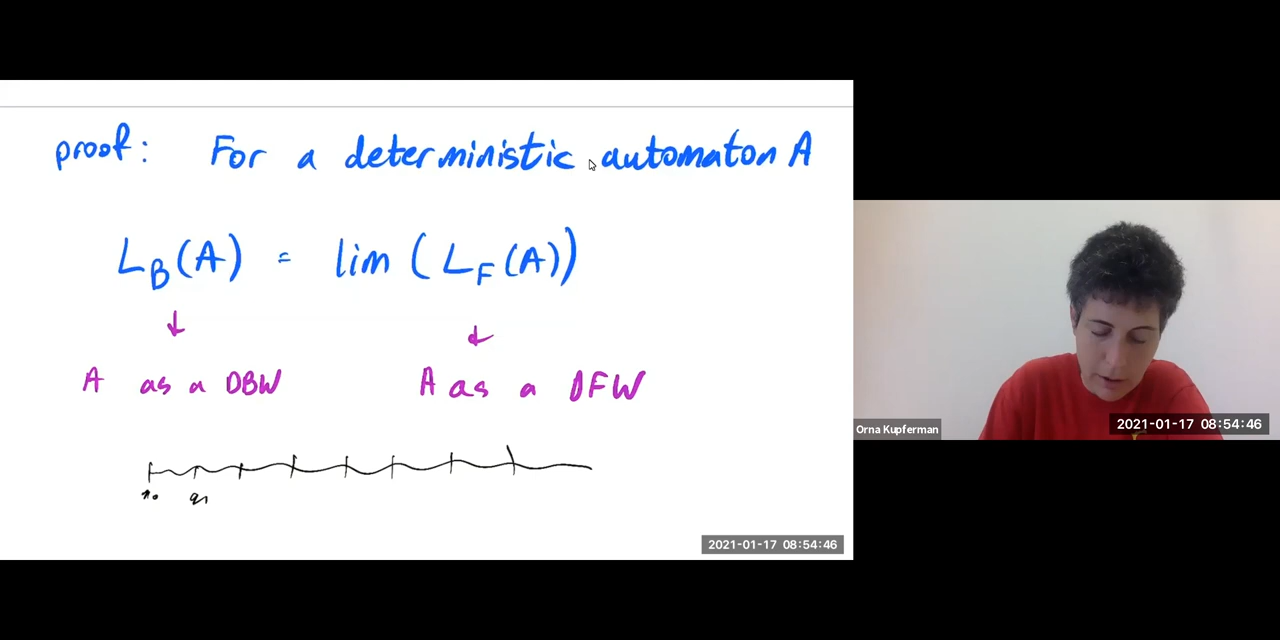 proof: For a deterministic automaton A
L_B(A) = lim (L_F(A))
↓ ↓
A as a DBW A as a DFW
q₁
Orna Kupferman
2021-01-17 08:54:46
2021-01-17 08:54:46